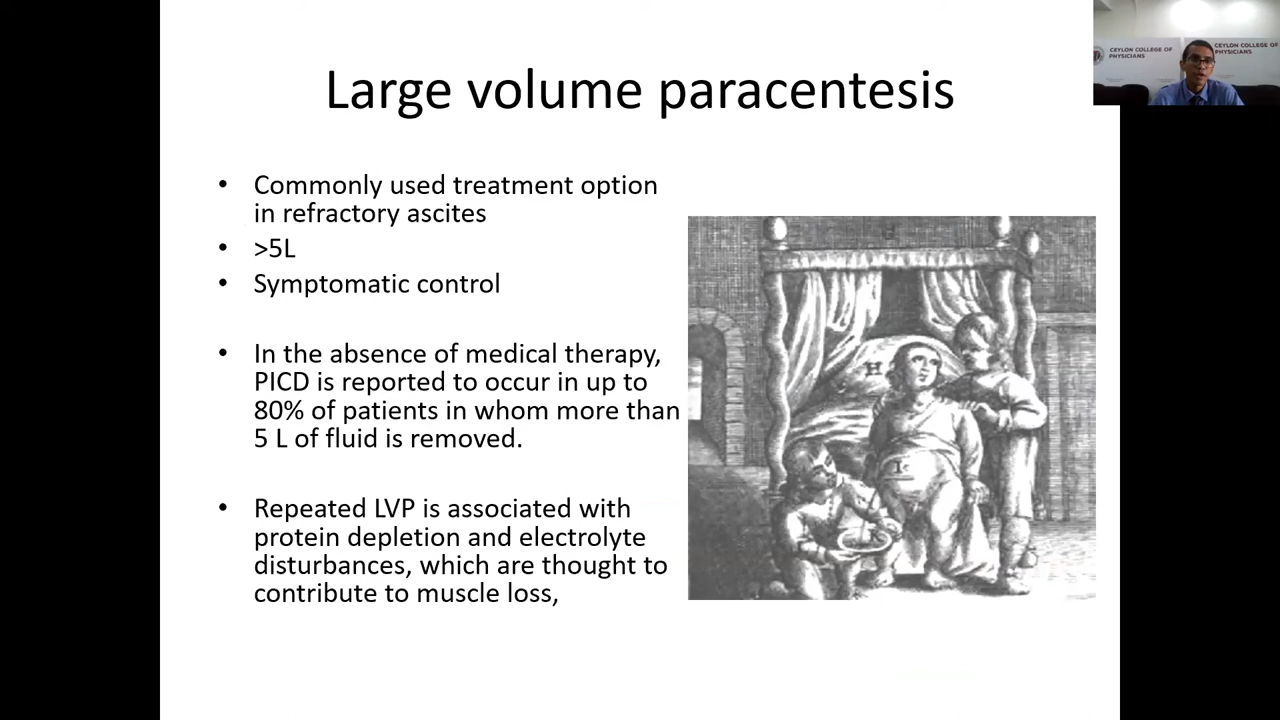 CEYLON COLLEGE OF
PHYSICIANS
CEYLON COLLEGE OF
PHYSICIANS
Large volume paracentesis
• Commonly used treatment option
in refractory ascites
• >5L
• Symptomatic control
• In the absence of medical therapy,
PICD is reported to occur in up to
80% of patients in whom more than
5 L of fluid is removed.
• Repeated LVP is associated with
protein depletion and electrolyte
disturbances, which are thought to
contribute to muscle loss,
H
I